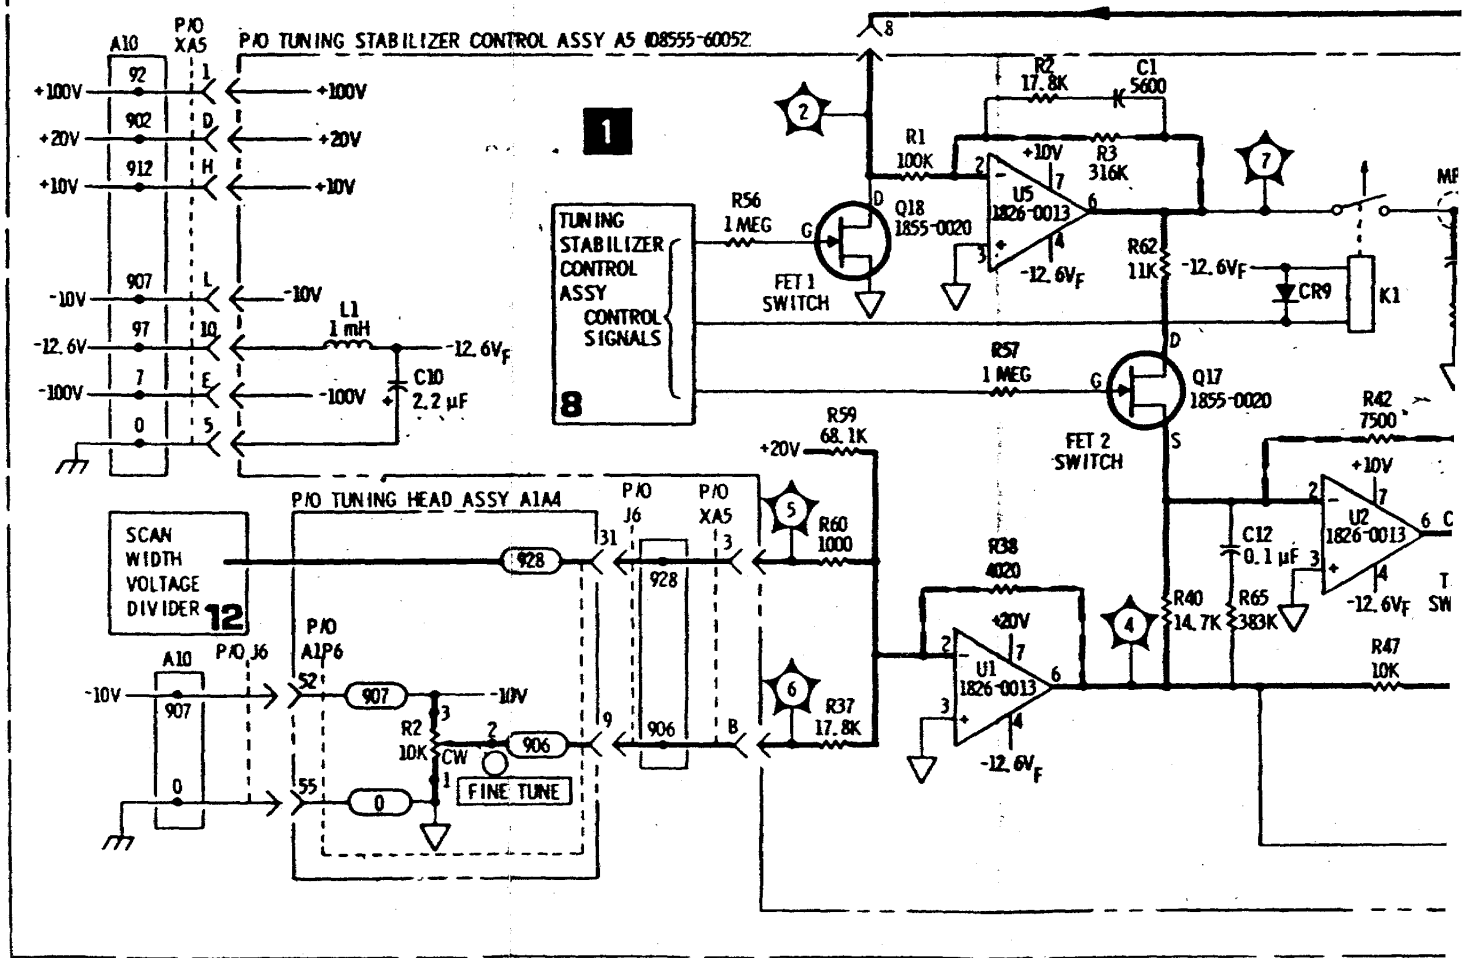 8
P/O
XA5
A10
P/O TUNING STABILIZER CONTROL ASSY A5 (08555-60052
92
1
+100V
+100V
902
D
+20V
+20V
912
H
+10V
+10V
907
L
-10V
-10V
L1
1 mH
97
10
-12.6V
-12.6VF
7
E
-100V
-100V
C10
2.2 µF
+
0
5
1
2
R1
100K
R2
17.8K
C1
5600
R3
316K
+10V
2
-
7
U5
1826-0013
6
+
3
4
-12.6VF
7
R56
1 MEG
G
D
Q18
1855-0020
FET 1
SWITCH
TUNING
STABILIZER
CONTROL
ASSY
CONTROL
SIGNALS
8
R62
11K
-12.6VF
CR9
K1
R57
1 MEG
G
D
S
Q17
1855-0020
FET 2
SWITCH
R42
7500
+10V
2
-
7
U2
1826-0013
6
C
3
+
4
-12.6VF
C12
0.1 µF
R40
14.7K
R65
383K
T
SW
R47
10K
R59
68.1K
+20V
5
R60
1000
R38
4020
+20V
2
-
7
U1
1826-0013
6
3
+
4
-12.6VF
4
6
R37
17.8K
P/O TUNING HEAD ASSY A1A4
P/O
J6
P/O
XA5
SCAN
WIDTH
VOLTAGE
DIVIDER
12
928
31
928
3
P/O J6
P/O
A1P6
A10
-10V
907
52
907
-10V
3
R2
10K
2
906
9
906
B
CW
1
FINE TUNE
0
55
0